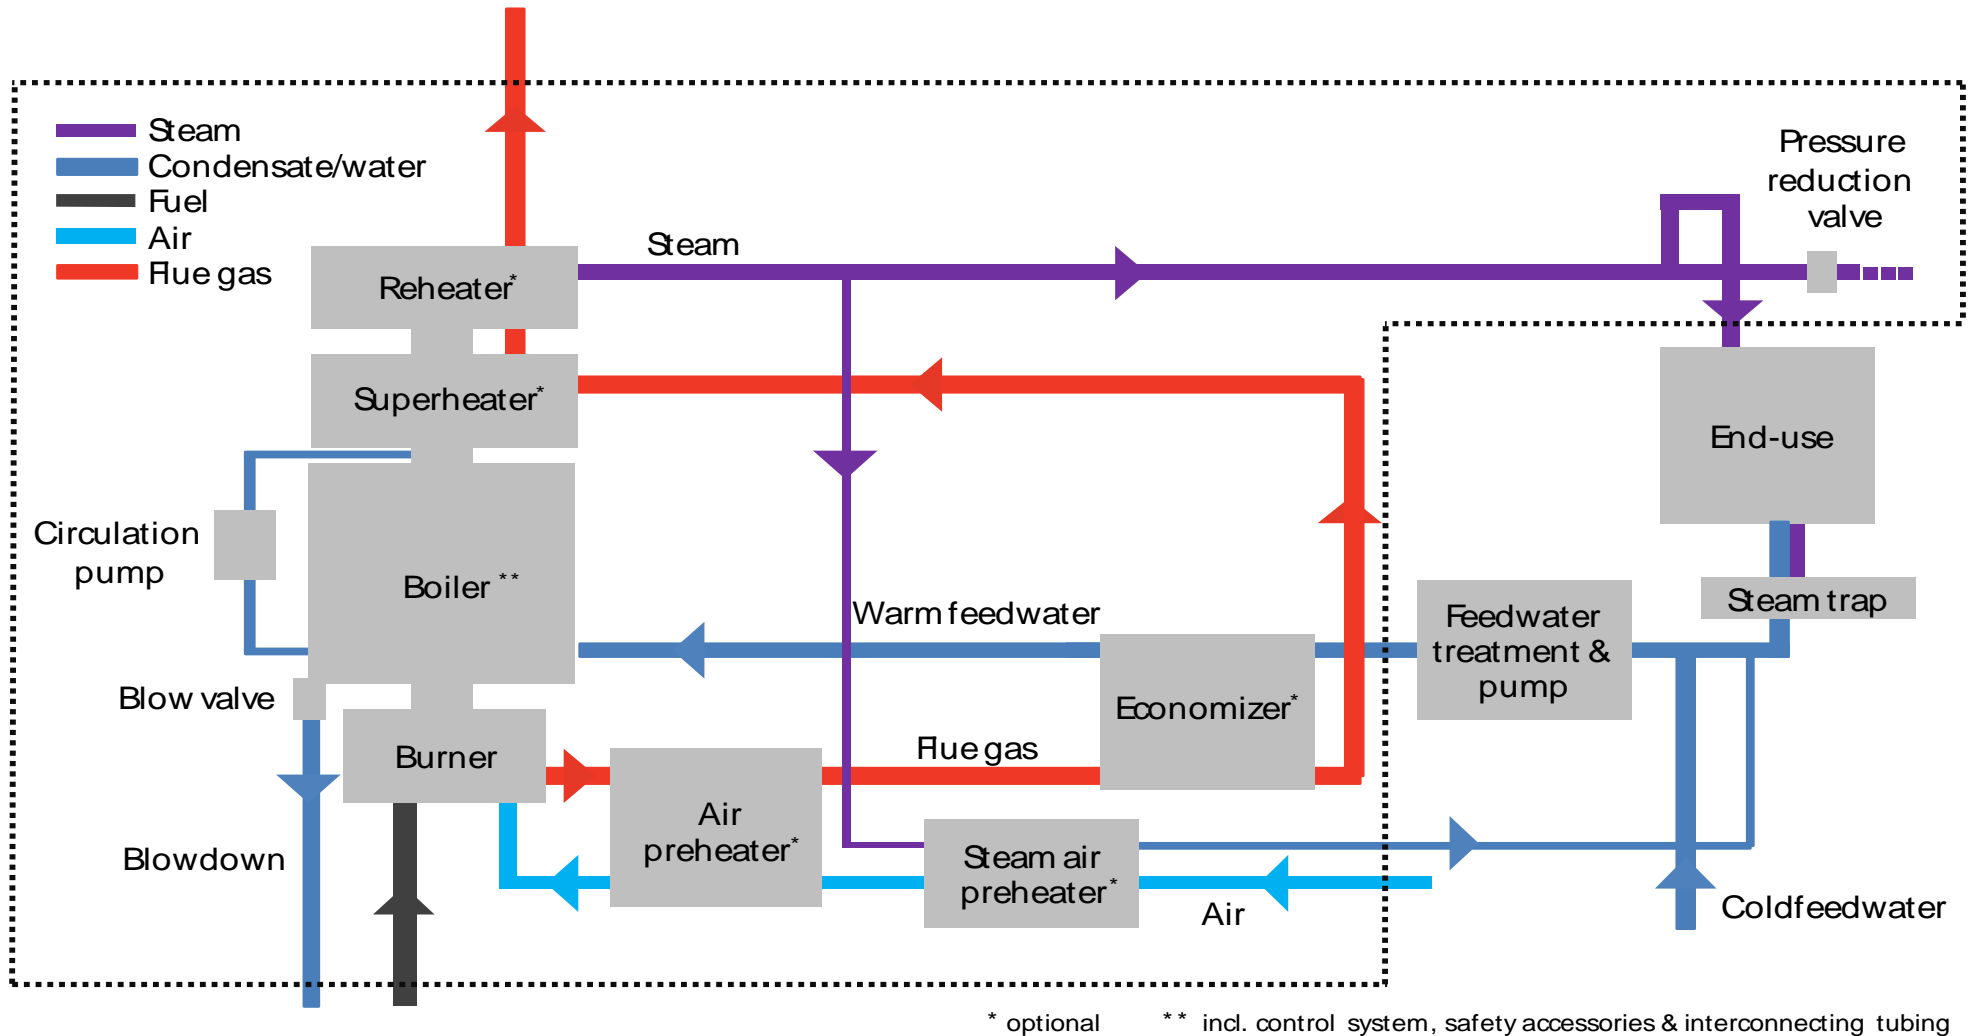 Steam
Condensate/water
Fuel
Air
Flue gas
Pressure
reduction
valve
Steam
Reheater*
Superheater*
End-use
Circulation
pump
Boiler **
Warm feedwater
Feedwater
treatment &
pump
Steam trap
Blow valve
Economizer*
Burner
Flue gas
Air
preheater*
Blowdown
Steam air
preheater*
Air
Cold feedwater
* optional
** incl. control system, safety accessories & interconnecting tubing